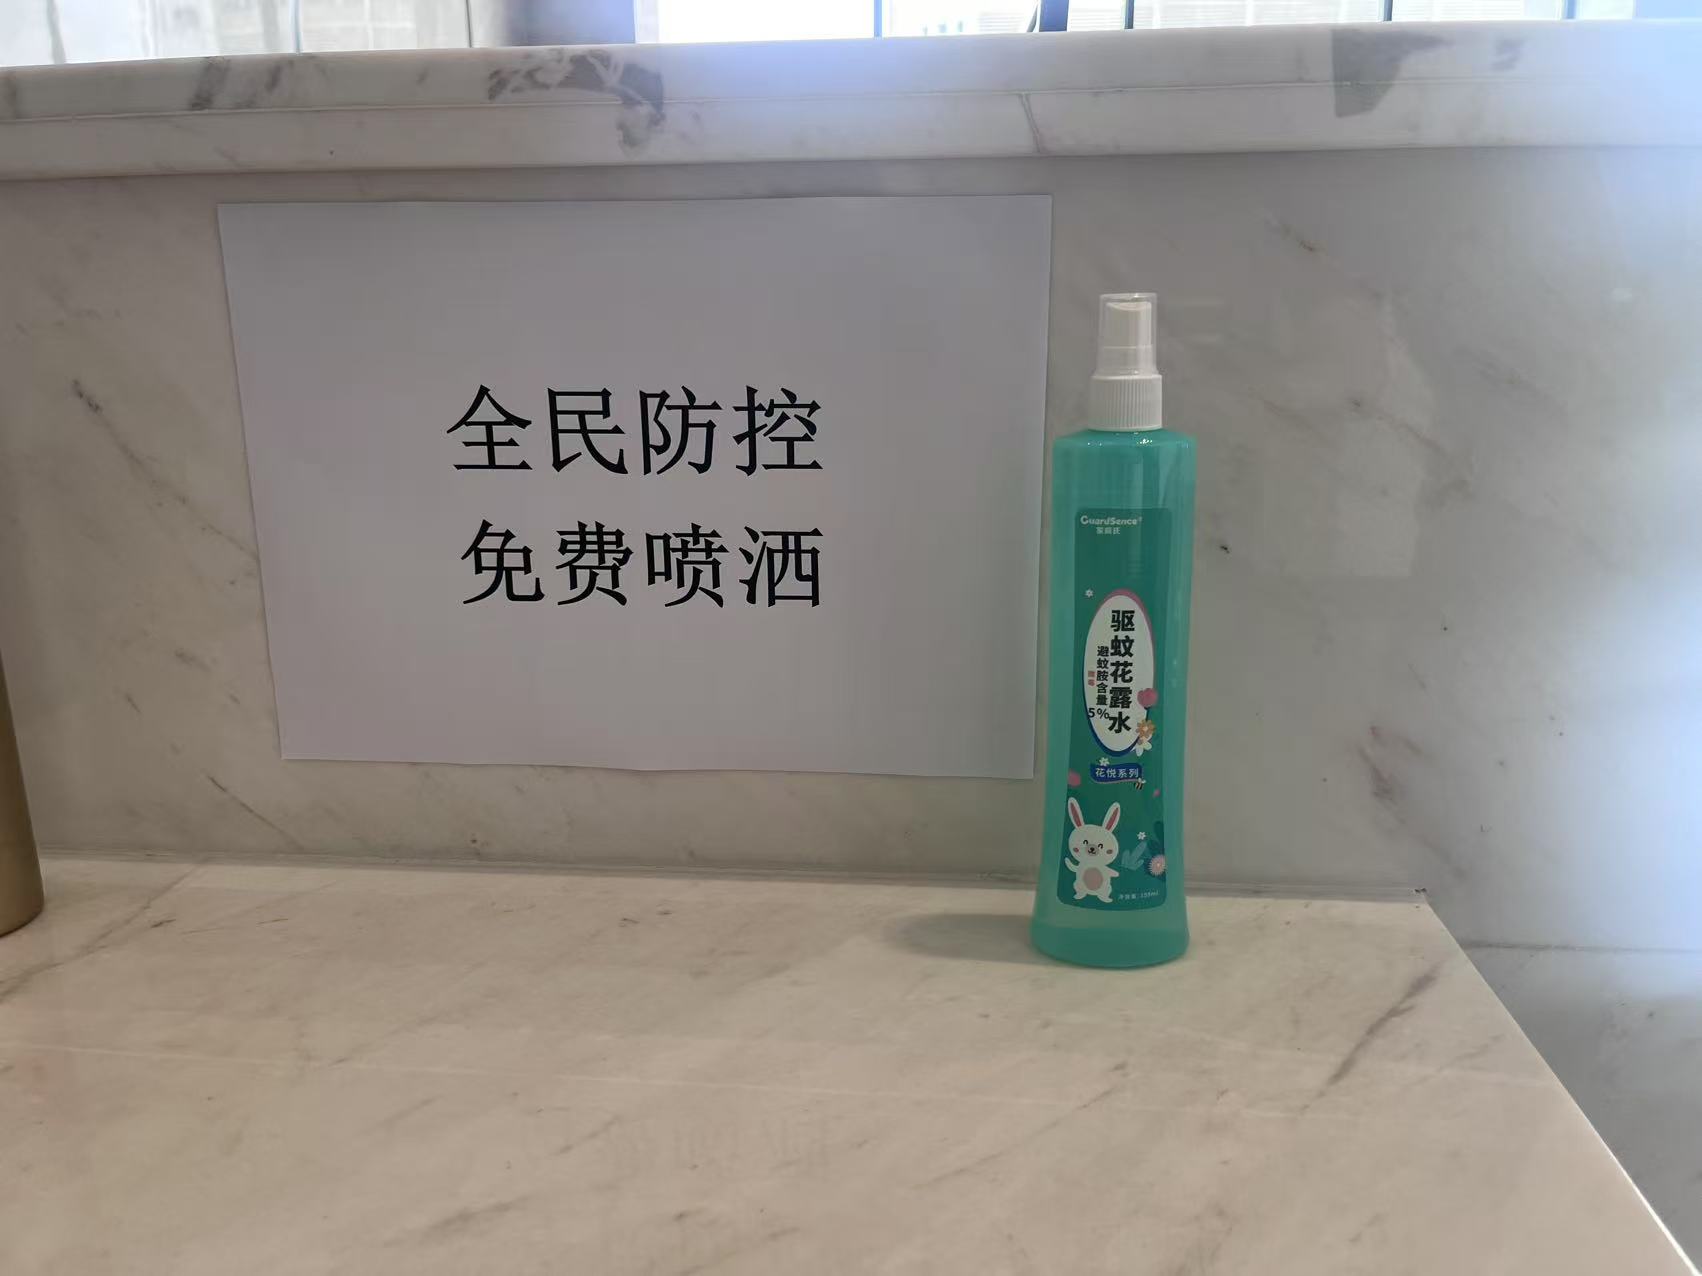 全民防控
免费喷洒
GuardSence
驱蚊花露水
避蚊胺含量5%
花悦系列